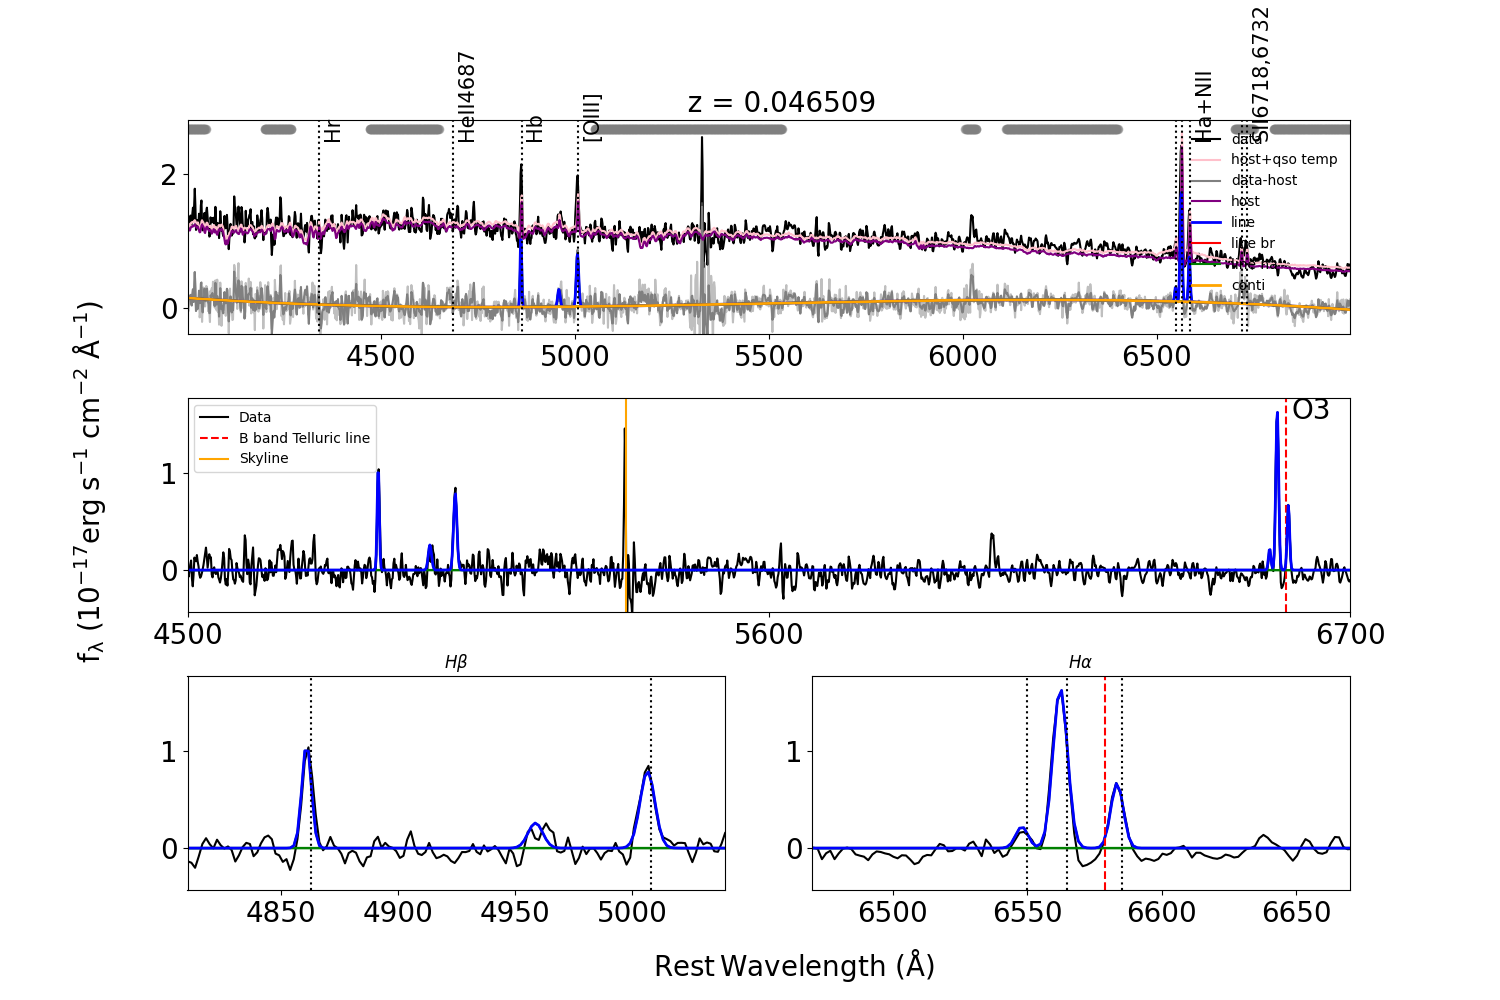 z = 0.046509
Hr
HeII4687
Hb
[OIII]
Ha+NII
SII6718,6732
data
host+qso temp
data-host
host
line
line br
conti
2
0
4500
5000
5500
6000
6500
Data
B band Telluric line
Skyline
O3
1
0
4500
5600
6700
fλ (10⁻¹⁷erg s⁻¹ cm⁻² Å⁻¹)
Hβ
1
0
4850
4900
4950
5000
Hα
1
0
6500
6550
6600
6650
Rest Wavelength (Å)